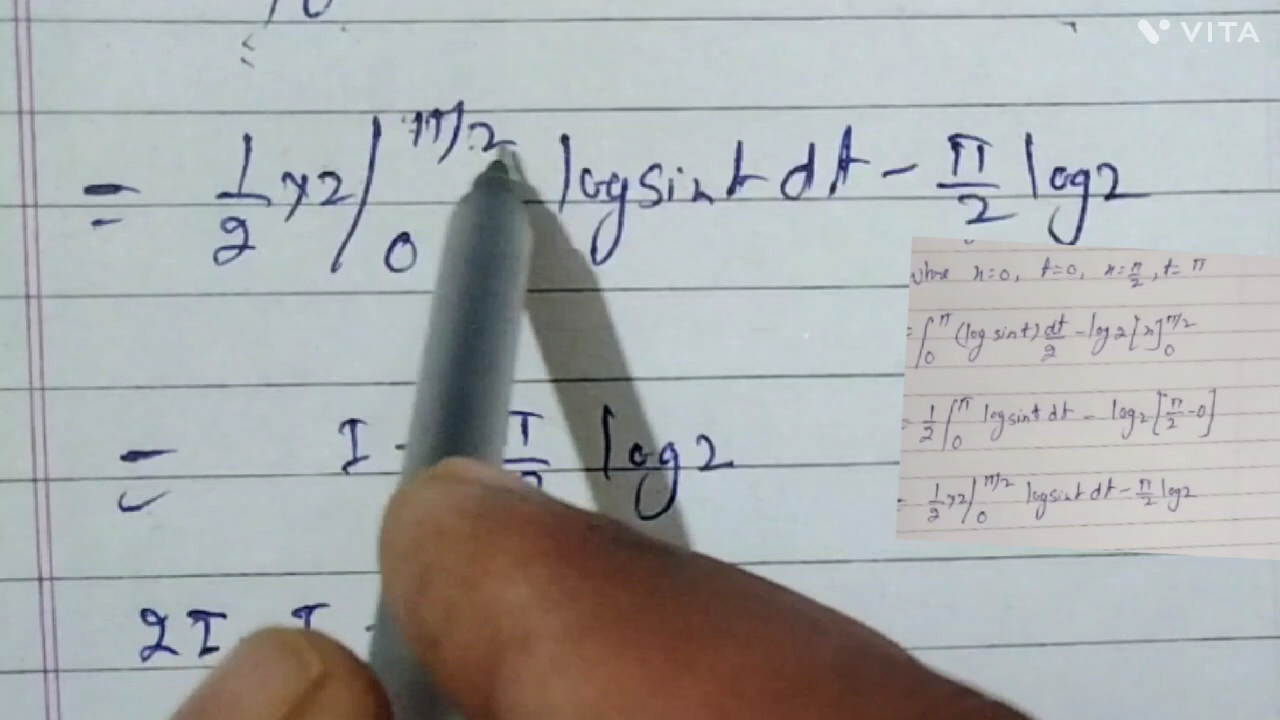 VITA
= 1/2 × 2 ∫₀^π/2 log sin t dt - π/2 log 2
= I log 2
2I
where x=0, t=0, x=π/2, t=π
= ∫₀^π (log sin t) dt/2 - log 2 [x]₀^π/2
= 1/2 ∫₀^π log sin t dt - log 2 [π/2 - 0]
= 1/2 × 2 ∫₀^π/2 log sin t dt - π/2 log 2